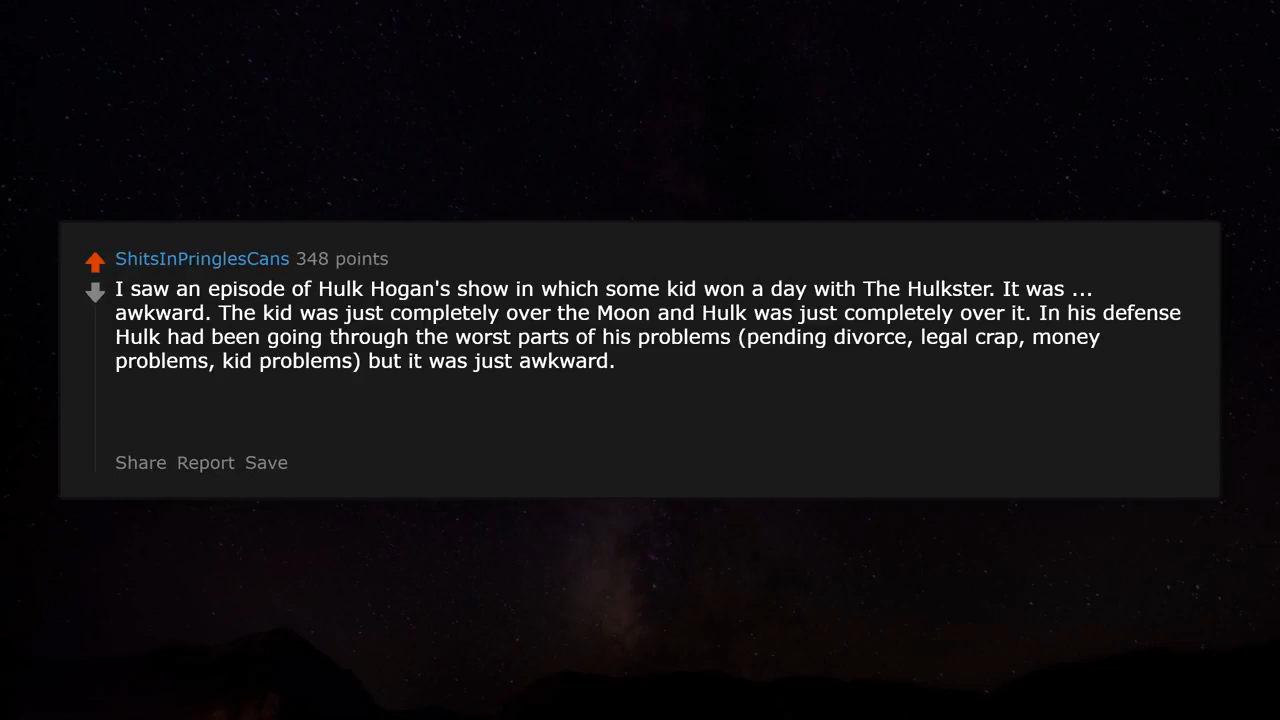 ShitsInPringlesCans 348 points
I saw an episode of Hulk Hogan's show in which some kid won a day with The Hulkster. It was ...
awkward. The kid was just completely over the Moon and Hulk was just completely over it. In his defense
Hulk had been going through the worst parts of his problems (pending divorce, legal crap, money
problems, kid problems) but it was just awkward.
Share Report Save